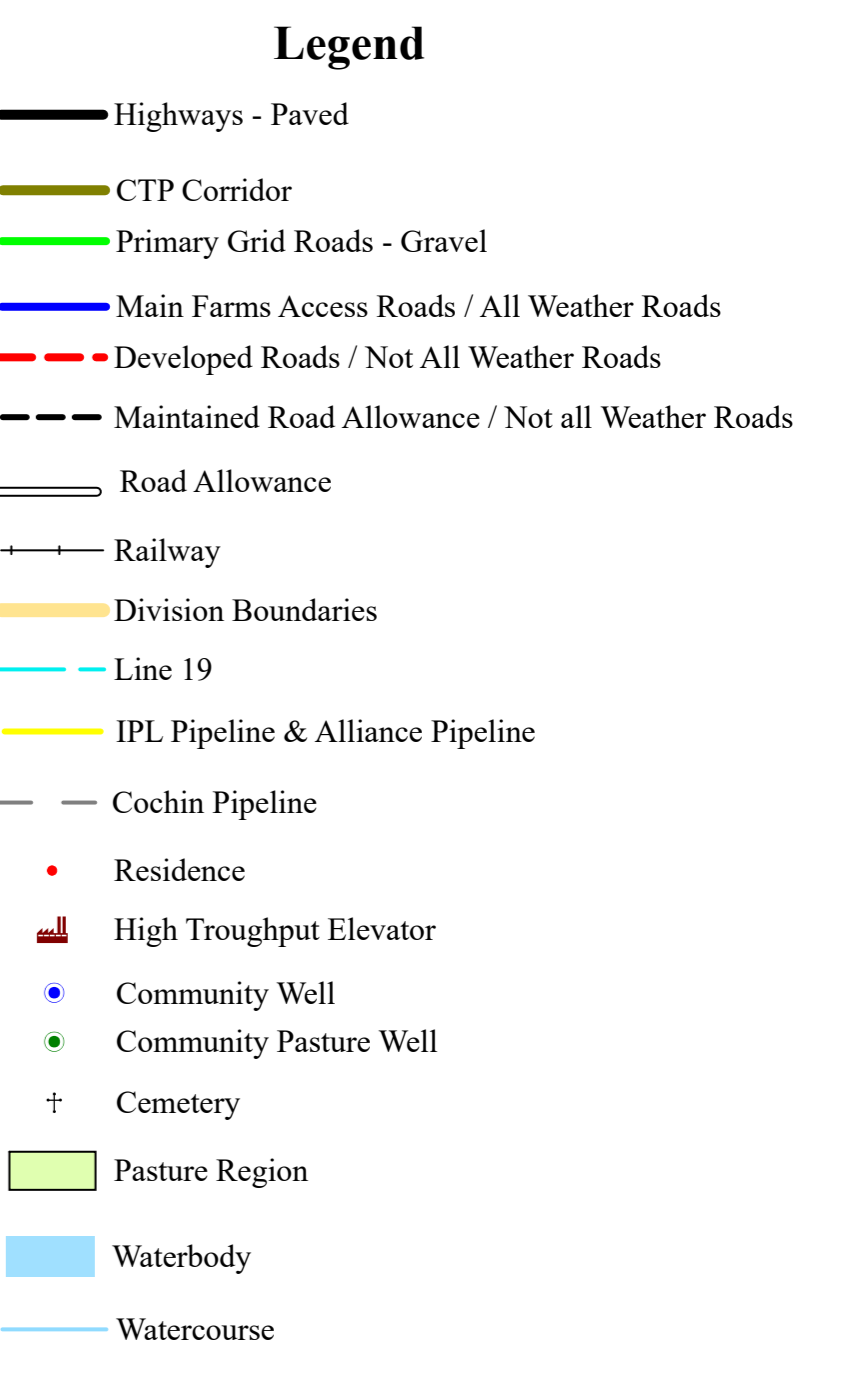 Legend
Highways - Paved
CTP Corridor
Primary Grid Roads - Gravel
Main Farms Access Roads / All Weather Roads
Developed Roads / Not All Weather Roads
Maintained Road Allowance / Not all Weather Roads
Road Allowance
Railway
Division Boundaries
Line 19
IPL Pipeline & Alliance Pipeline
Cochin Pipeline
Residence
High Troughput Elevator
Community Well
Community Pasture Well
Cemetery
Pasture Region
Waterbody
Watercourse